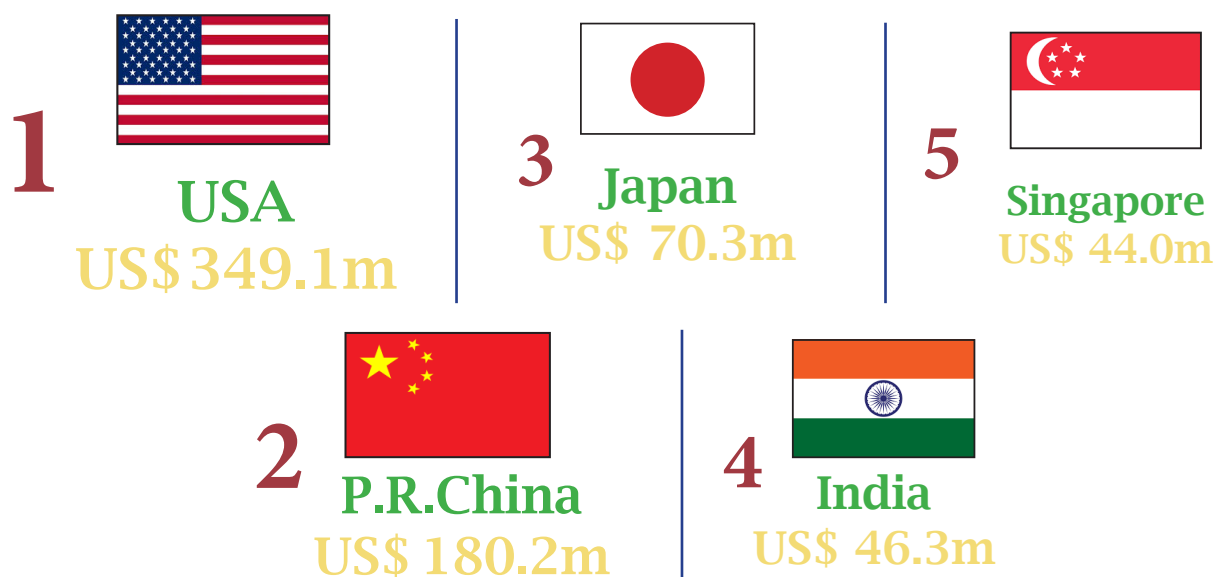 1
USA
US$ 349.1m
2
P.R.China
US$ 180.2m
3
Japan
US$ 70.3m
4
India
US$ 46.3m
5
Singapore
US$ 44.0m